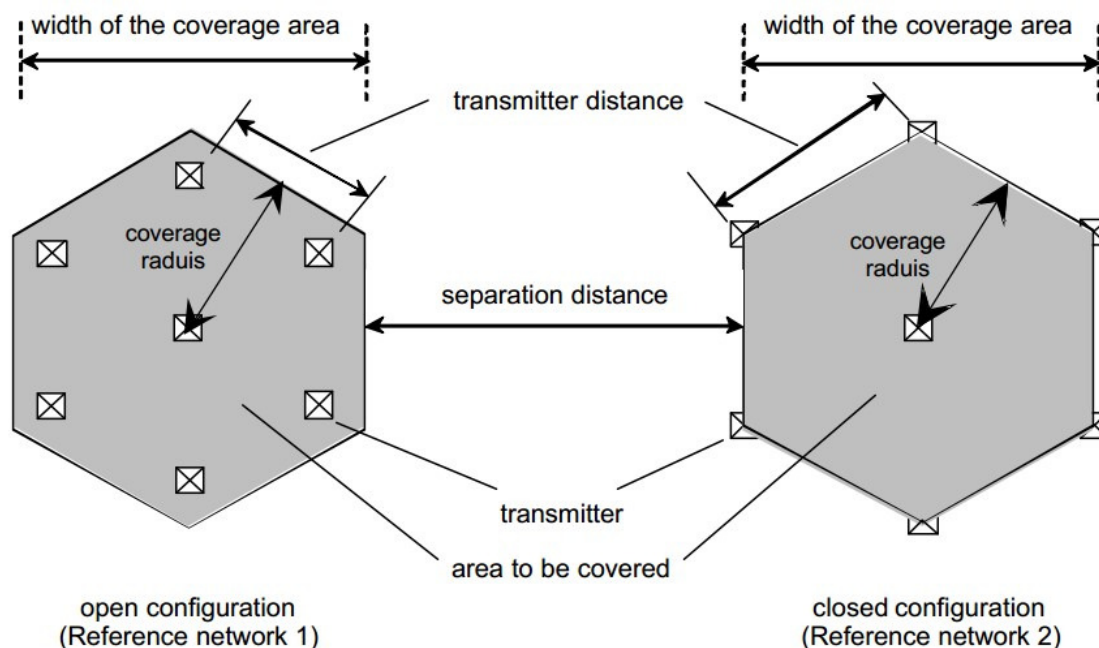 width of the coverage area
width of the coverage area
transmitter distance
coverage
raduis
coverage
raduis
separation distance
transmitter
area to be covered
open configuration
(Reference network 1)
closed configuration
(Reference network 2)